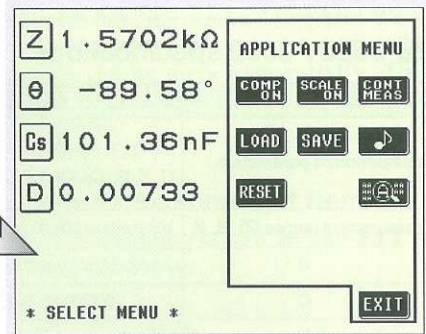 Z 1.5702kΩ
θ -89.58°
Cs 101.36nF
D 0.00733
APPLICATION MENU
COMP ON SCALE ON CONT MEAS
LOAD SAVE ♪
RESET A
* SELECT MENU *
EXIT